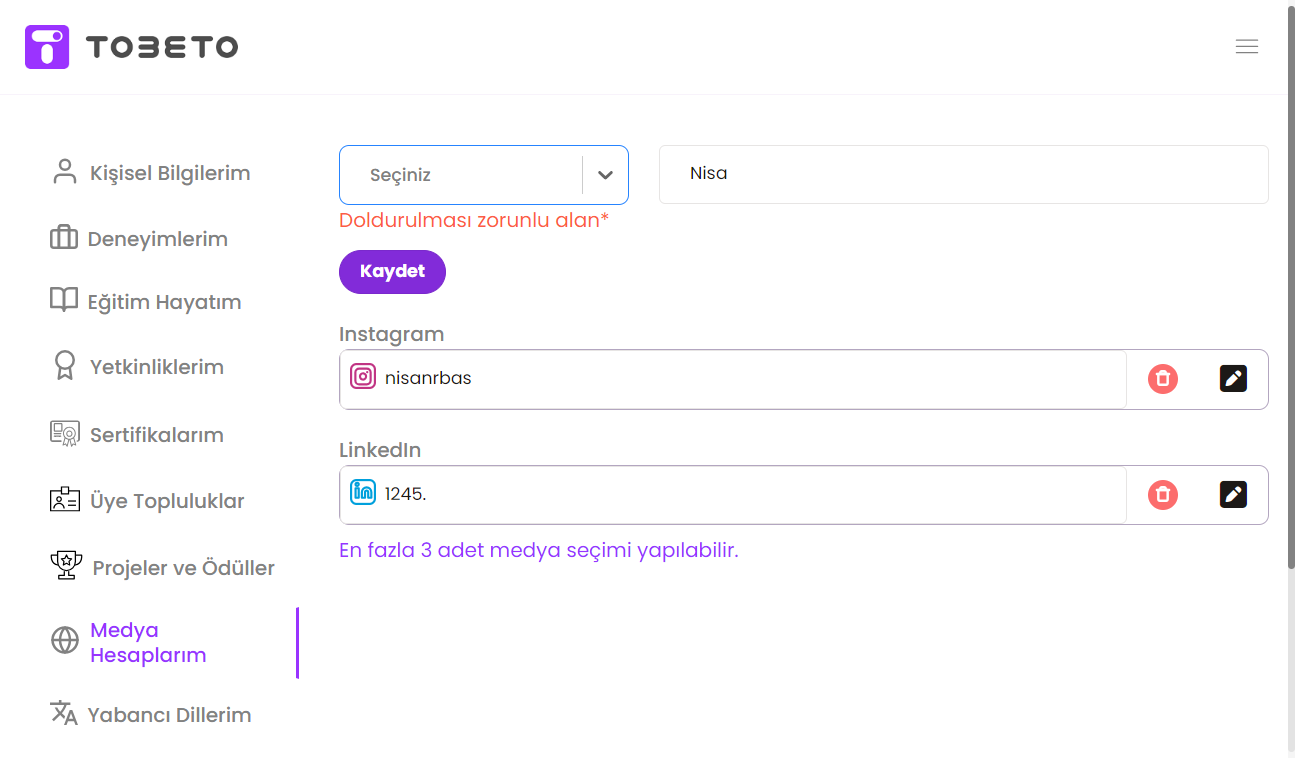 TOBETO
Kişisel Bilgilerim
Deneyimlerim
Eğitim Hayatım
Yetkinliklerim
Sertifikalarım
Üye Topluluklar
Projeler ve Ödüller
Medya
Hesaplarım
Yabancı Dillerim
Seçiniz
Nisa
Doldurulması zorunlu alan*
Kaydet
Instagram
nisanrbas
LinkedIn
1245.
En fazla 3 adet medya seçimi yapılabilir.